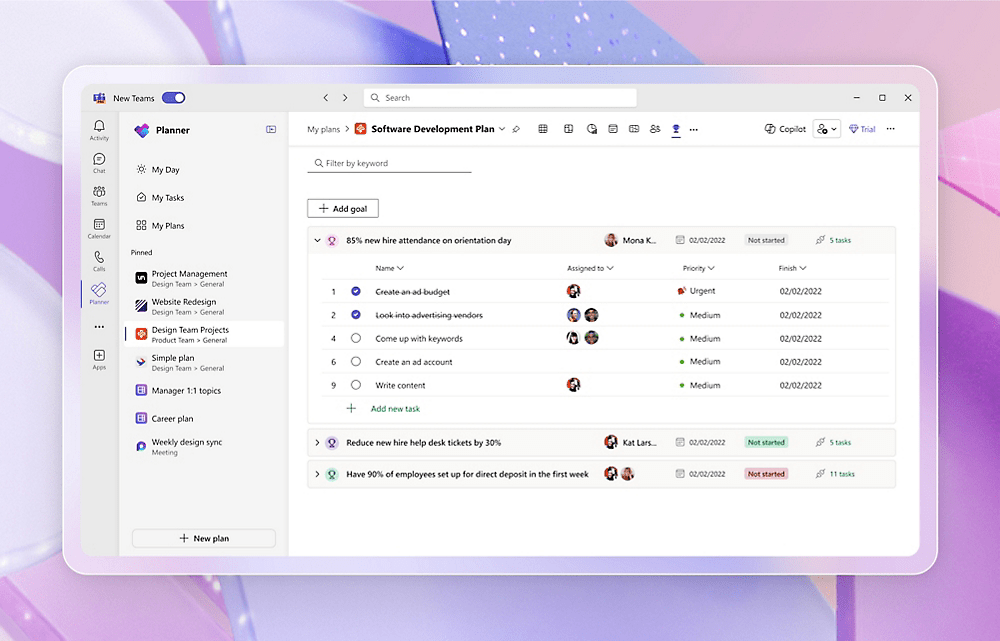 New Teams
Search
Activity
Chat
Teams
Calendar
Calls
Planner
Apps
Planner
My Day
My Tasks
My Plans
Pinned
Project Management
Design Team > General
Website Redesign
Design Team > General
Design Team Projects
Product Team > General
Simple plan
Design Team > General
Manager 1:1 topics
Career plan
Weekly design sync
Meeting
New plan
My plans > Software Development Plan
Copilot
Trial
Filter by keyword
Add goal
85% new hire attendance on orientation day Mona K... 02/02/2022 Not started 5 tasks
Name Assigned to Priority Finish
1 Create an ad budget Urgent 02/02/2022
2 Look into advertising vendors Medium 02/02/2022
4 Come up with keywords Medium 02/02/2022
6 Create an ad account Medium 02/02/2022
9 Write content Medium 02/02/2022
Add new task
Reduce new hire help desk tickets by 30% Kat Lars... 02/02/2022 Not started 5 tasks
Have 90% of employees set up for direct deposit in the first week 02/02/2022 Not started 11 tasks